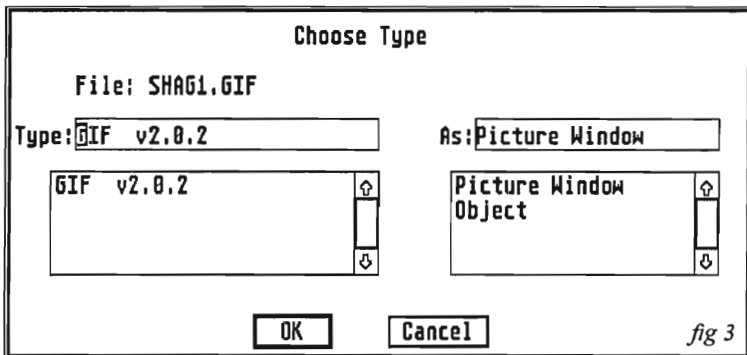 Choose Type
File: SHAG1.GIF
Type:GIF v2.0.2 As:Picture Window
GIF v2.0.2 Picture Window
Object
OK Cancel fig 3